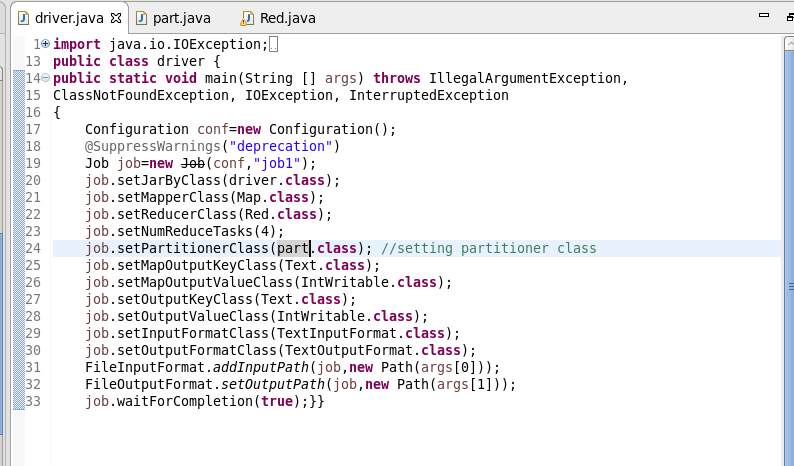 driver.java part.java Red.java
1 import java.io.IOException;
13 public class driver {
14 public static void main(String [] args) throws IllegalArgumentException,
15 ClassNotFoundException, IOException, InterruptedException
16 {
17     Configuration conf=new Configuration();
18     @SuppressWarnings("deprecation")
19     Job job=new Job(conf,"job1");
20     job.setJarByClass(driver.class);
21     job.setMapperClass(Map.class);
22     job.setReducerClass(Red.class);
23     job.setNumReduceTasks(4);
24     job.setPartitionerClass(part.class); //setting partitioner class
25     job.setMapOutputKeyClass(Text.class);
26     job.setMapOutputValueClass(IntWritable.class);
27     job.setOutputKeyClass(Text.class);
28     job.setOutputValueClass(IntWritable.class);
29     job.setInputFormatClass(TextInputFormat.class);
30     job.setOutputFormatClass(TextOutputFormat.class);
31     FileInputFormat.addInputPath(job,new Path(args[0]));
32     FileOutputFormat.setOutputPath(job,new Path(args[1]));
33     job.waitForCompletion(true);}}